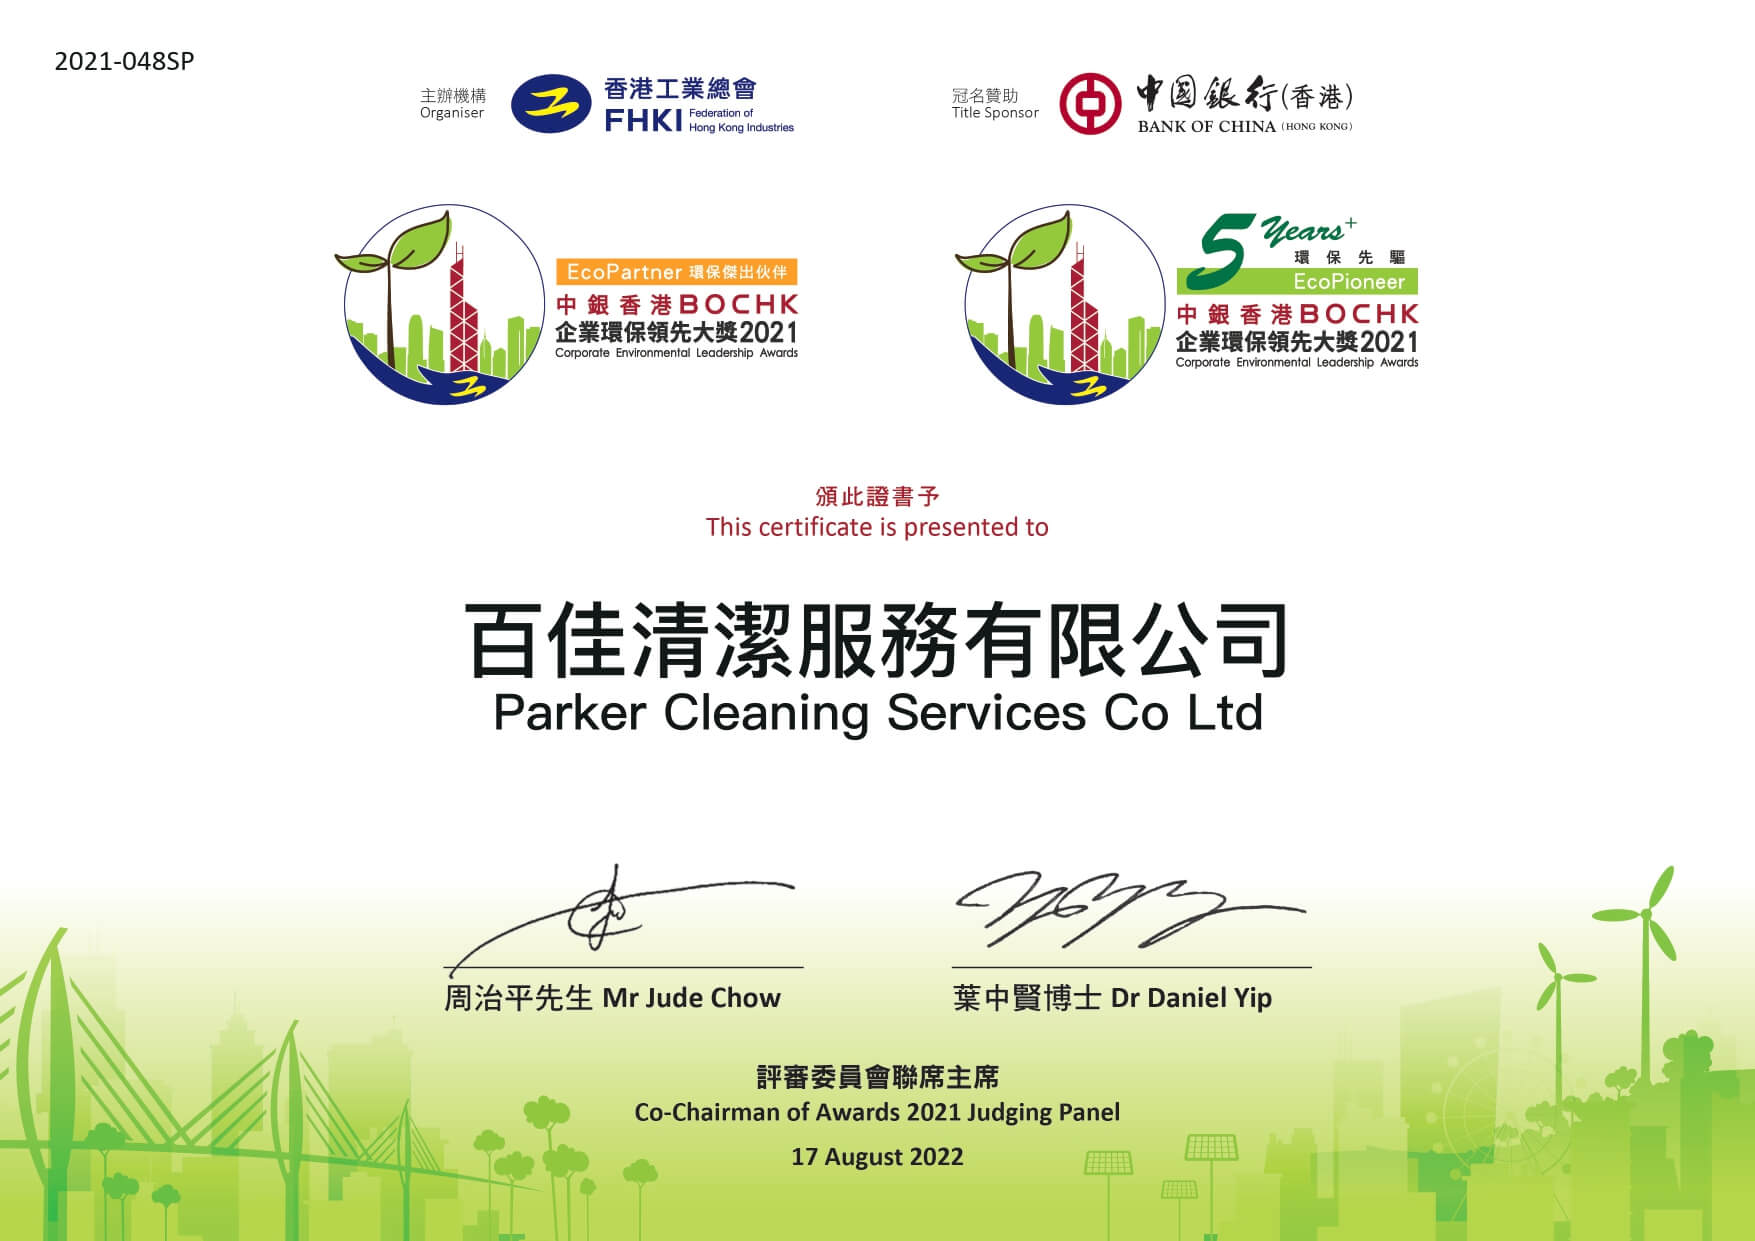 2021-048SP
主辦機構
Organiser
香港工業總會
FHKI Federation of
Hong Kong Industries
冠名贊助
Title Sponsor
中國銀行(香港)
BANK OF CHINA (HONG KONG)
EcoPartner 環保傑出伙伴
中銀香港BOCHK
企業環保領先大獎2021
Corporate Environmental Leadership Awards
5 Years+
環保先驅
EcoPioneer
中銀香港BOCHK
企業環保領先大獎2021
Corporate Environmental Leadership Awards
頒此證書予
This certificate is presented to
百佳清潔服務有限公司
Parker Cleaning Services Co Ltd
周治平先生 Mr Jude Chow
葉中賢博士 Dr Daniel Yip
評審委員會聯席主席
Co-Chairman of Awards 2021 Judging Panel
17 August 2022